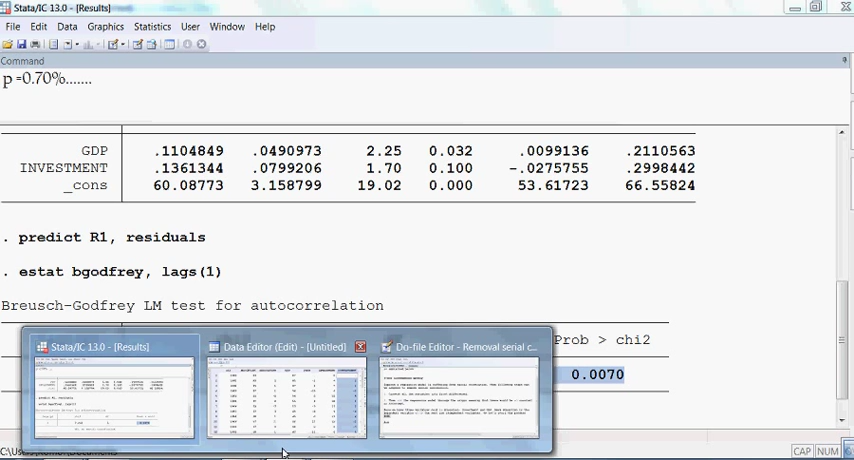 Stata/IC 13.0 - [Results]
File Edit Data Graphics Statistics User Window Help
Command
p =0.70%.......
GDP .1104849 .0490973 2.25 0.032 .0099136 .2110563
INVESTMENT .1361344 .0799206 1.70 0.100 -.0275755 .2998442
_cons 60.08773 3.158799 19.02 0.000 53.61723 66.55824
. predict R1, residuals
. estat bgodfrey, lags(1)
Breusch-Godfrey LM test for autocorrelation
Prob > chi2
Stata/IC 13.0 - [Results] Data Editor (Edit) - [Untitled] Do-file Editor - Removal serial c...
0.0070
CAP NUM